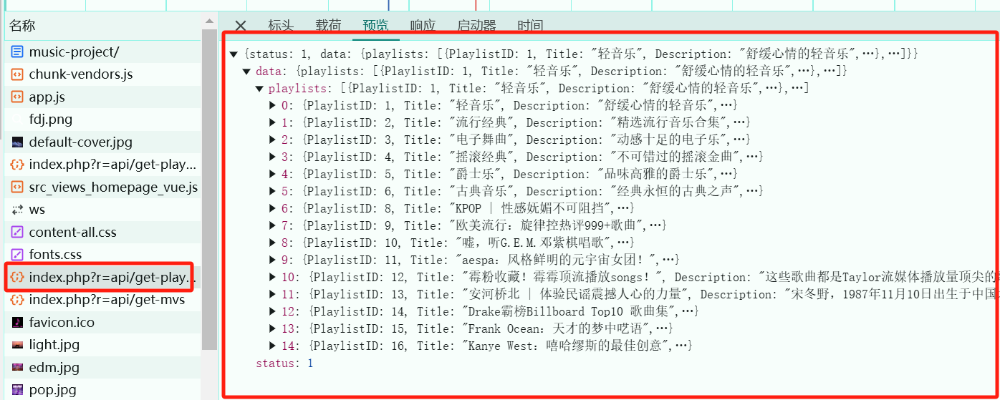 名称
music-project/
chunk-vendors.js
app.js
fdj.png
default-cover.jpg
index.php?r=api/get-play...
src_views_homepage_vue.js
ws
content-all.css
fonts.css
index.php?r=api/get-play...
index.php?r=api/get-mvs
favicon.ico
light.jpg
edm.jpg
pop.jpg
标头 载荷 预览 响应 启动器 时间
{status: 1, data: {playlists: [{PlaylistID: 1, Title: "轻音乐", Description: "舒缓心情的轻音乐",…},…]}}
data: {playlists: [{PlaylistID: 1, Title: "轻音乐", Description: "舒缓心情的轻音乐",…},…]}
playlists: [{PlaylistID: 1, Title: "轻音乐", Description: "舒缓心情的轻音乐",…},…]
0: {PlaylistID: 1, Title: "轻音乐", Description: "舒缓心情的轻音乐",…}
1: {PlaylistID: 2, Title: "流行经典", Description: "精选流行音乐合集",…}
2: {PlaylistID: 3, Title: "电子舞曲", Description: "动感十足的电子乐",…}
3: {PlaylistID: 4, Title: "摇滚经典", Description: "不可错过的摇滚金曲",…}
4: {PlaylistID: 5, Title: "爵士乐", Description: "品味高雅的爵士乐",…}
5: {PlaylistID: 6, Title: "古典音乐", Description: "经典永恒的古典之声",…}
6: {PlaylistID: 8, Title: "KPOP | 性感妩媚不可阻挡",…}
7: {PlaylistID: 9, Title: "欧美流行：旋律控热评999+歌曲",…}
8: {PlaylistID: 10, Title: "嘘，听G.E.M.邓紫棋唱歌",…}
9: {PlaylistID: 11, Title: "aespa：风格鲜明的元宇宙女团！",…}
10: {PlaylistID: 12, Title: "霉粉收藏！霉霉顶流播放songs！", Description: "这些歌曲都是Taylor流媒体播放量顶尖的
11: {PlaylistID: 13, Title: "安河桥北 | 体验民谣震撼人心的力量", Description: "宋冬野，1987年11月10日出生于中国
12: {PlaylistID: 14, Title: "Drake霸榜Billboard Top10 歌曲集",…}
13: {PlaylistID: 15, Title: "Frank Ocean：天才的梦中呓语",…}
14: {PlaylistID: 16, Title: "Kanye West：嘻哈缪斯的最佳创意",…}
status: 1